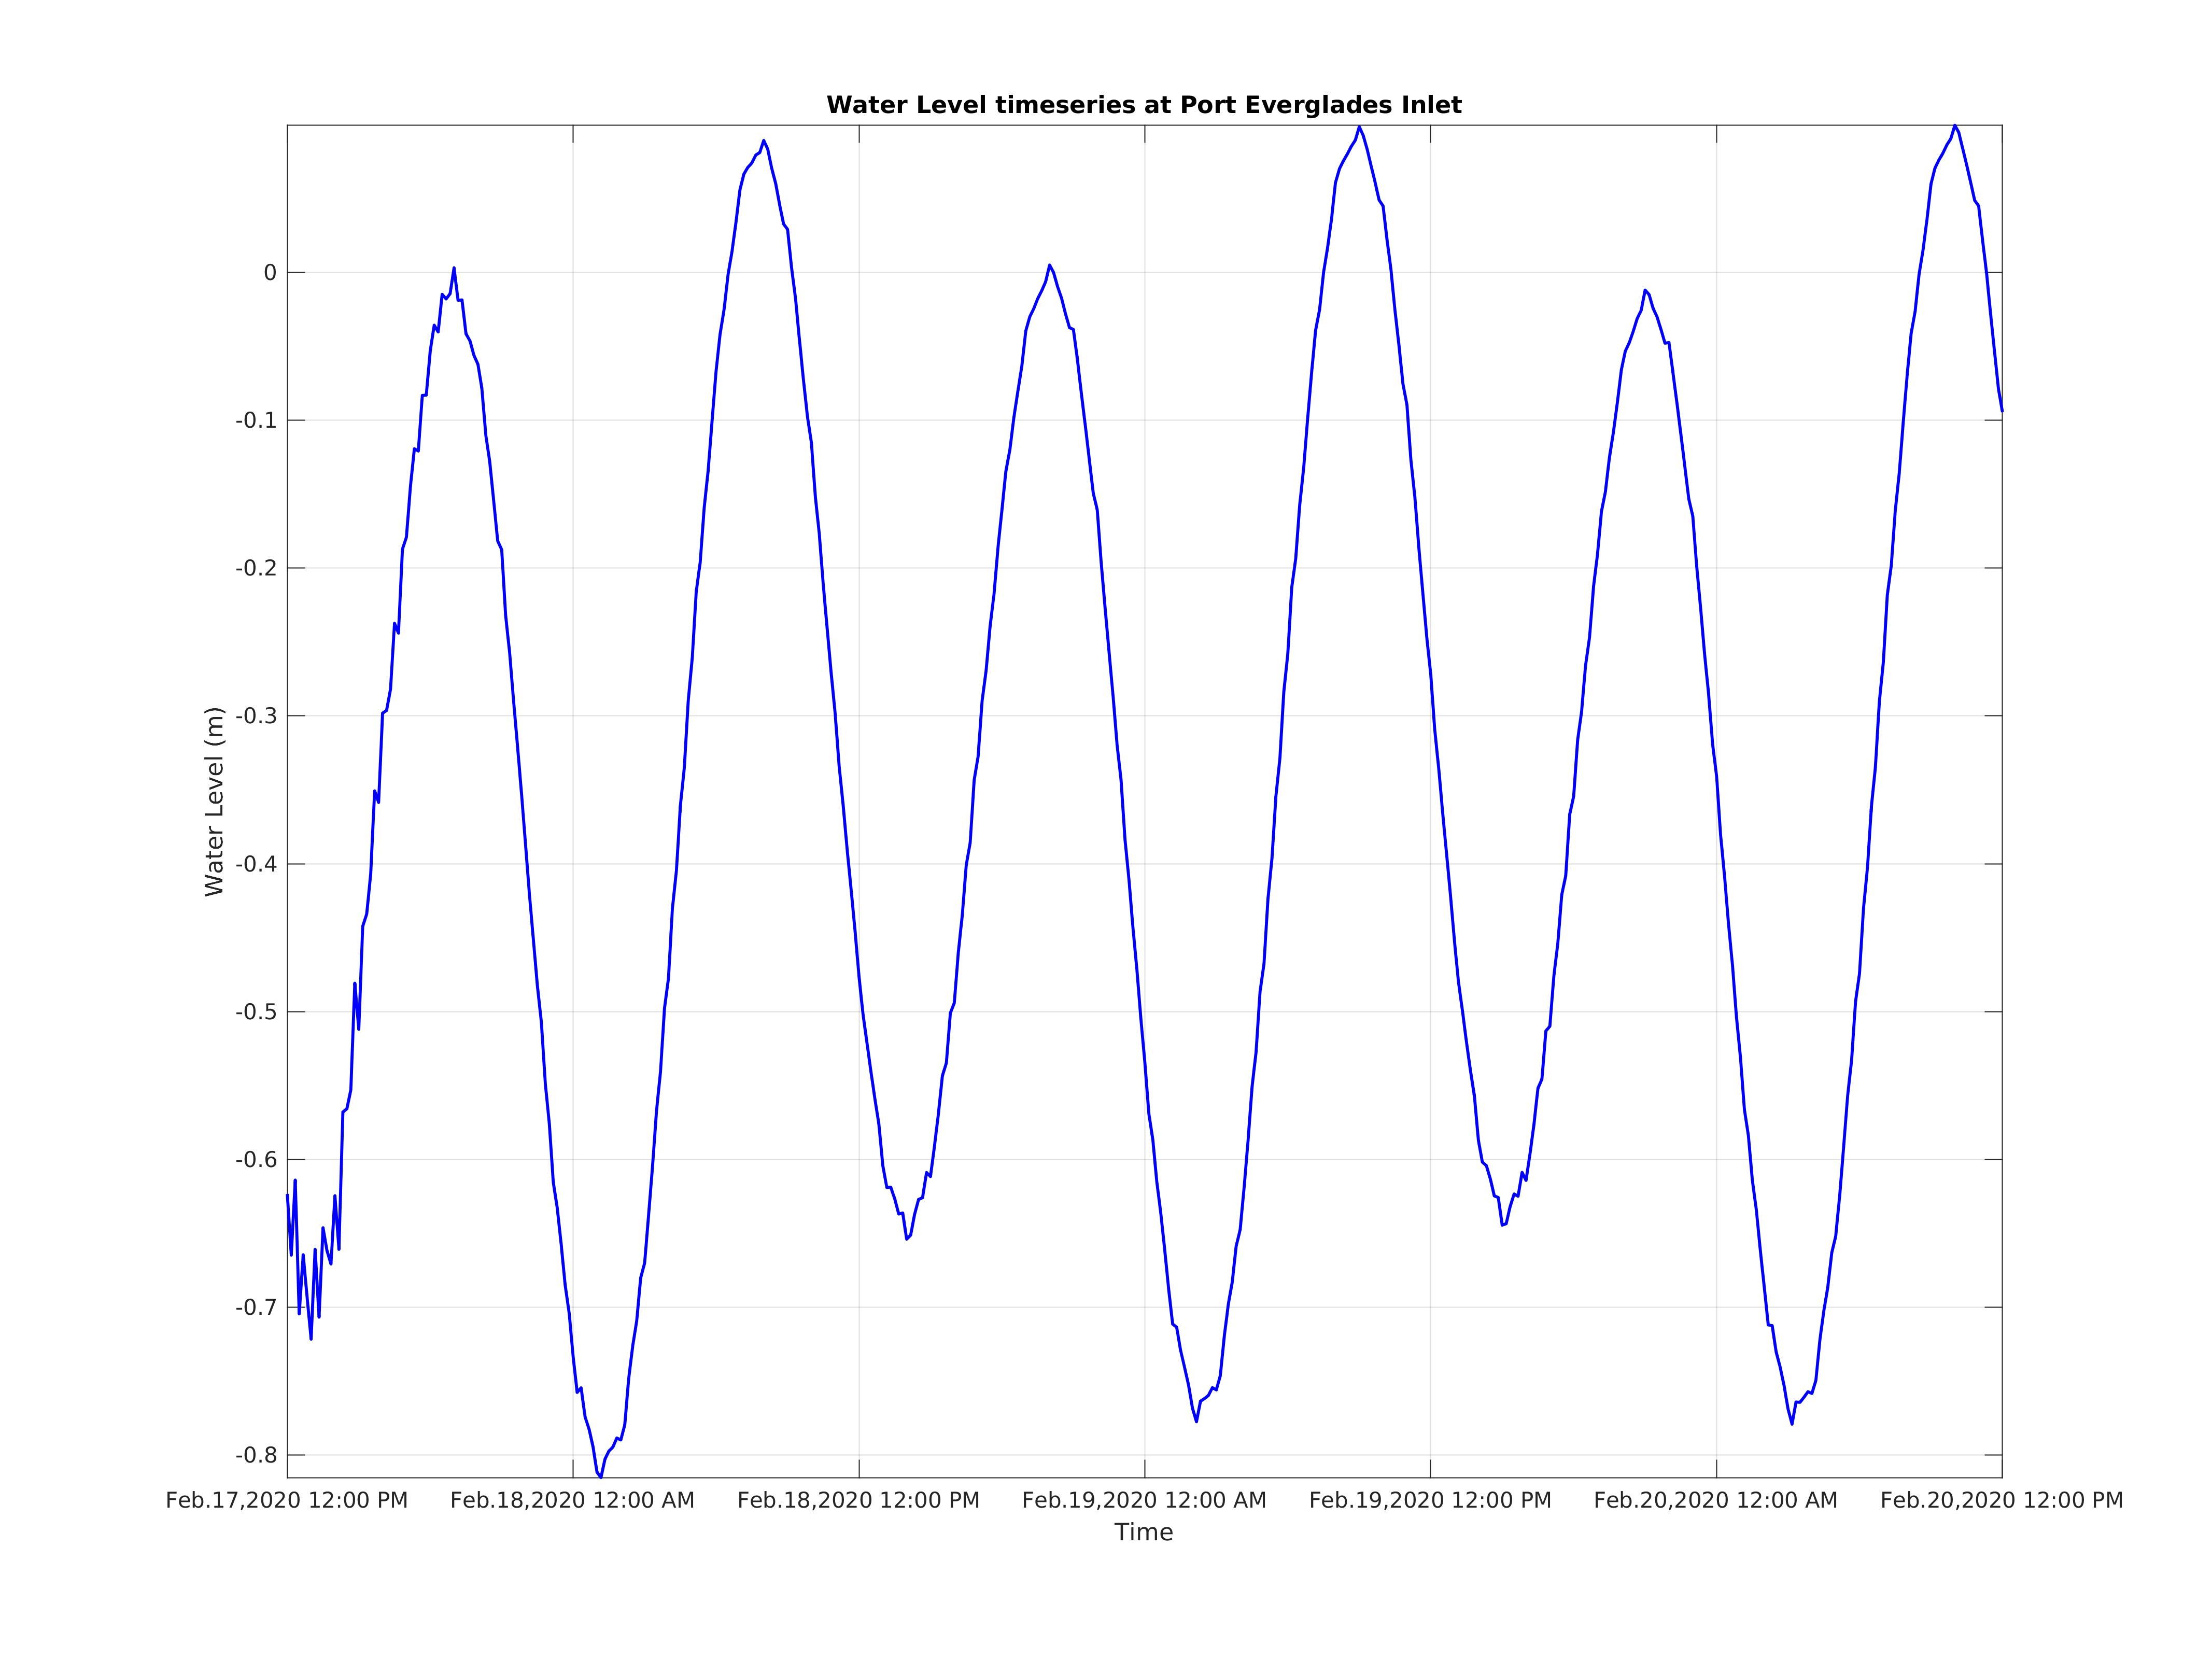 Water Level timeseries at Port Everglades Inlet
0
-0.1
-0.2
-0.3
-0.4
-0.5
-0.6
-0.7
-0.8
Water Level (m)
Feb.17,2020 12:00 PM Feb.18,2020 12:00 AM Feb.18,2020 12:00 PM Feb.19,2020 12:00 AM Feb.19,2020 12:00 PM Feb.20,2020 12:00 AM Feb.20,2020 12:00 PM
Time